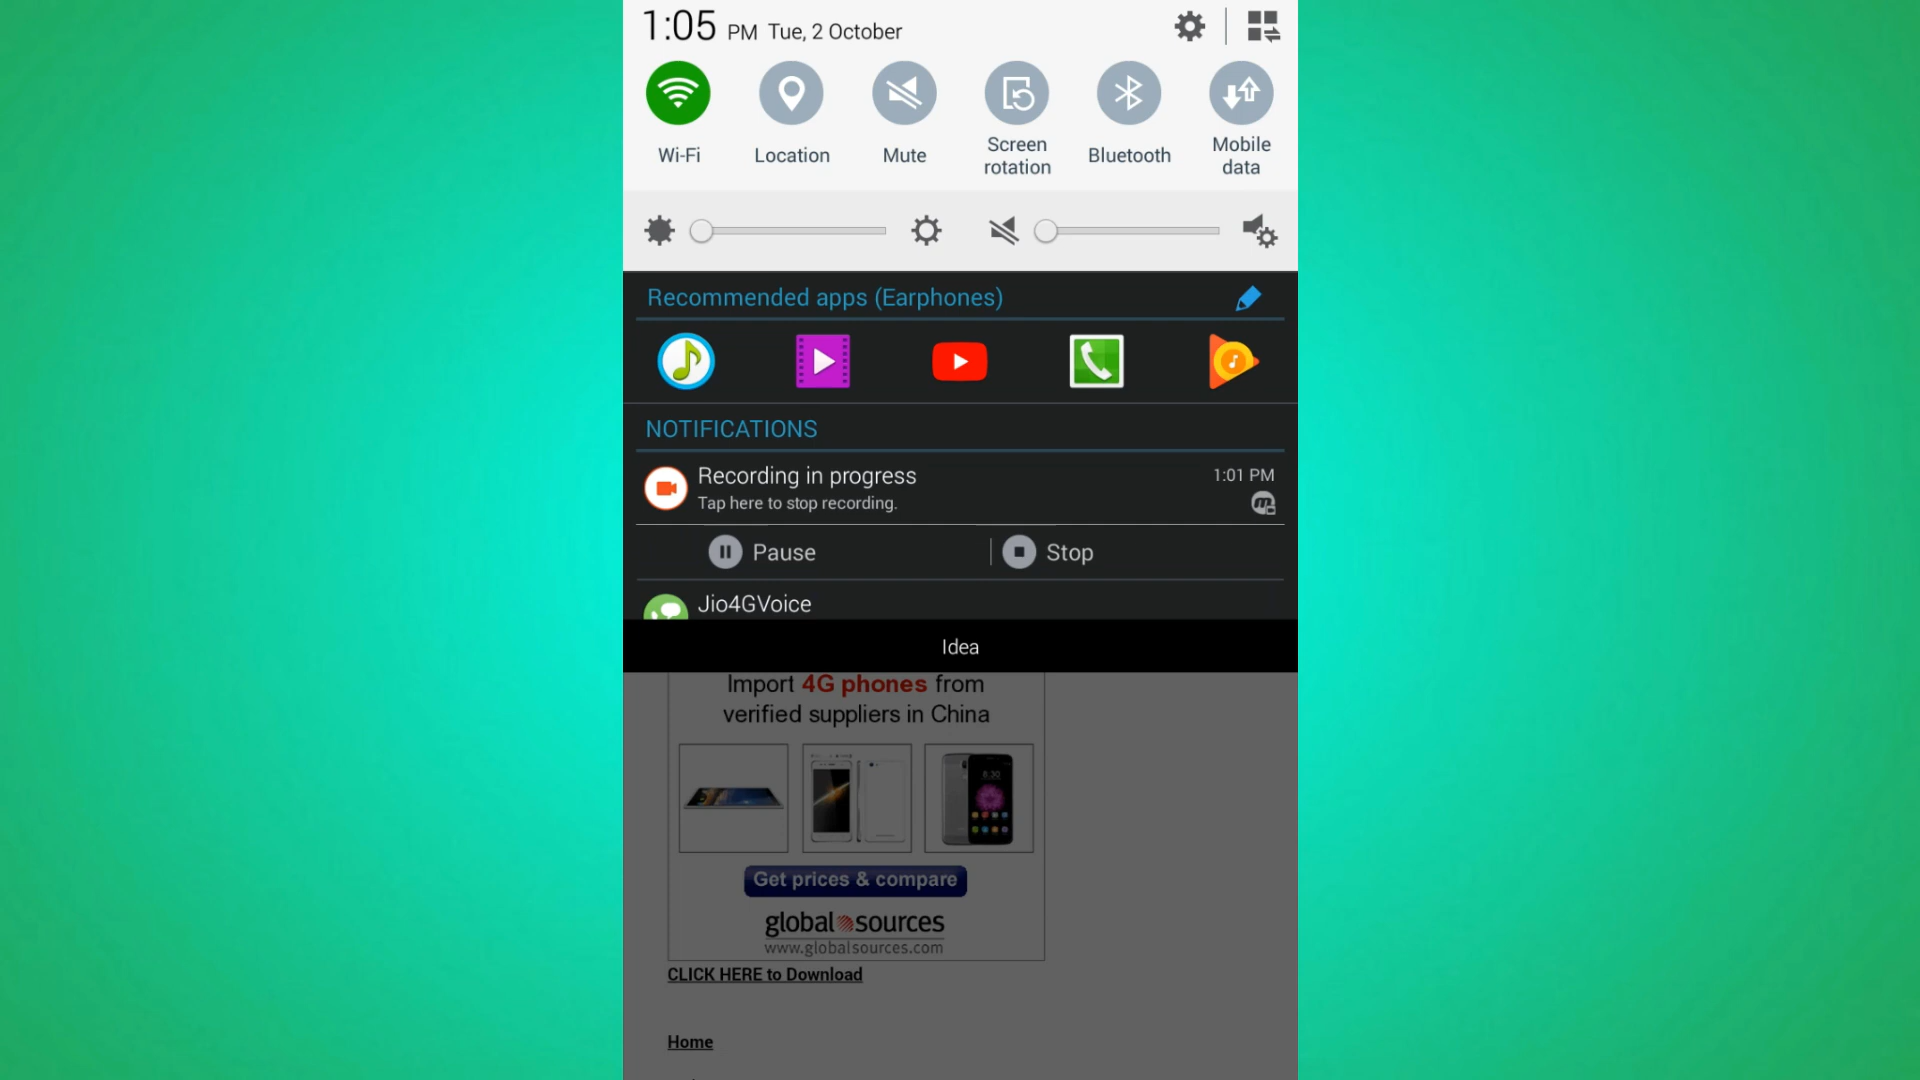 1:05 PM Tue, 2 October
Wi-Fi
Location
Mute
Screen
rotation
Bluetooth
Mobile
data
Recommended apps (Earphones)
NOTIFICATIONS
Recording in progress
1:01 PM
Tap here to stop recording.
Pause
Stop
Jio4GVoice
Idea
Import 4G phones from
verified suppliers in China
8:30
Get prices & compare
global sources
www.globalsources.com
CLICK HERE to Download
Home